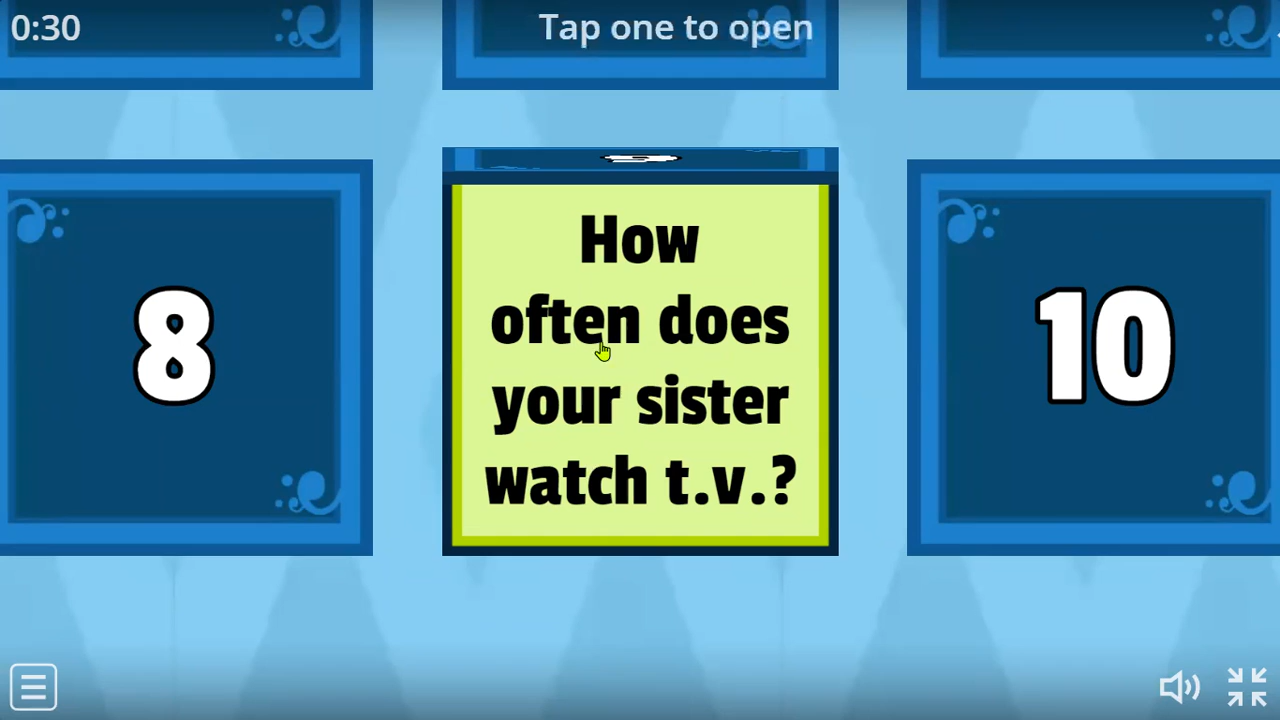 0:30
Tap one to open
8
How
often does
your sister
watch t.v.?
10